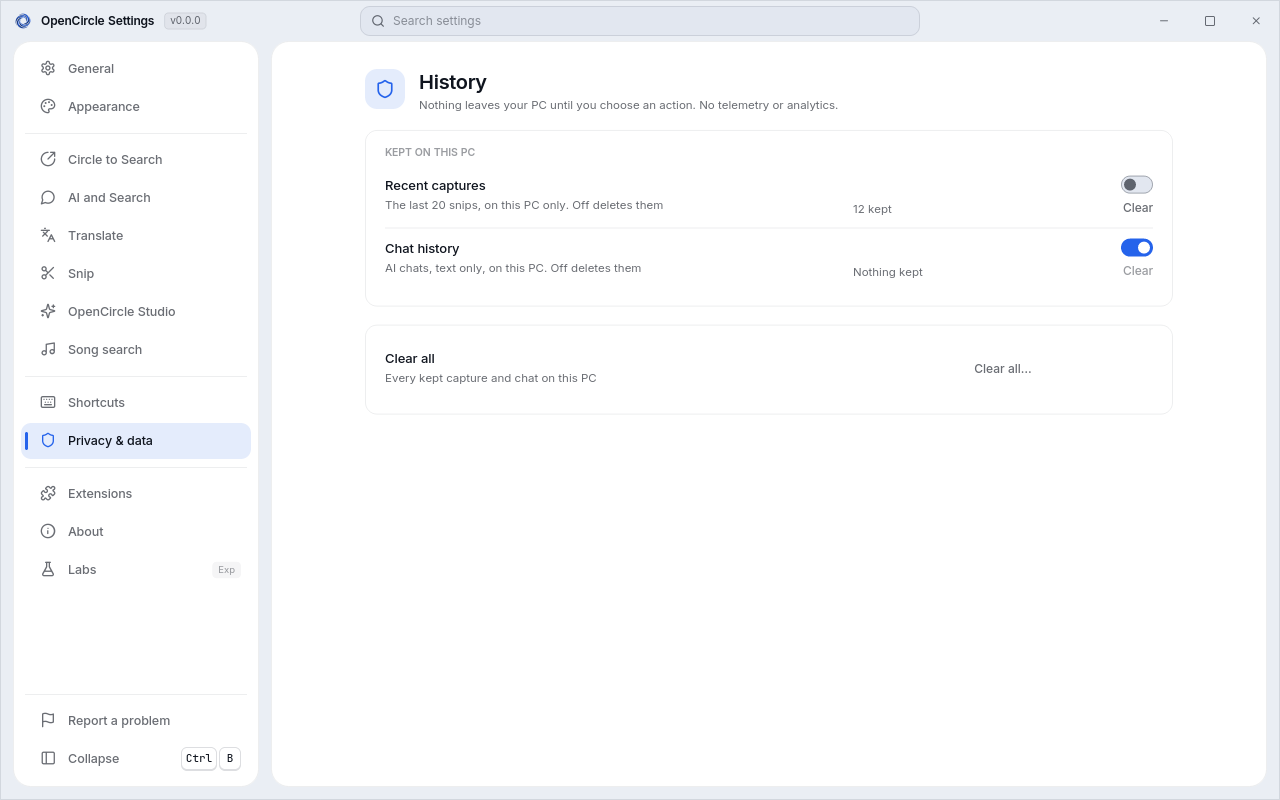 OpenCircle Settings v0.0.0
Search settings
General
Appearance
Circle to Search
AI and Search
Translate
Snip
OpenCircle Studio
Song search
Shortcuts
Privacy & data
Extensions
About
Labs Exp
Report a problem
Collapse Ctrl B
History
Nothing leaves your PC until you choose an action. No telemetry or analytics.
KEPT ON THIS PC
Recent captures
The last 20 snips, on this PC only. Off deletes them
12 kept
Clear
Chat history
AI chats, text only, on this PC. Off deletes them
Nothing kept
Clear
Clear all
Every kept capture and chat on this PC
Clear all...